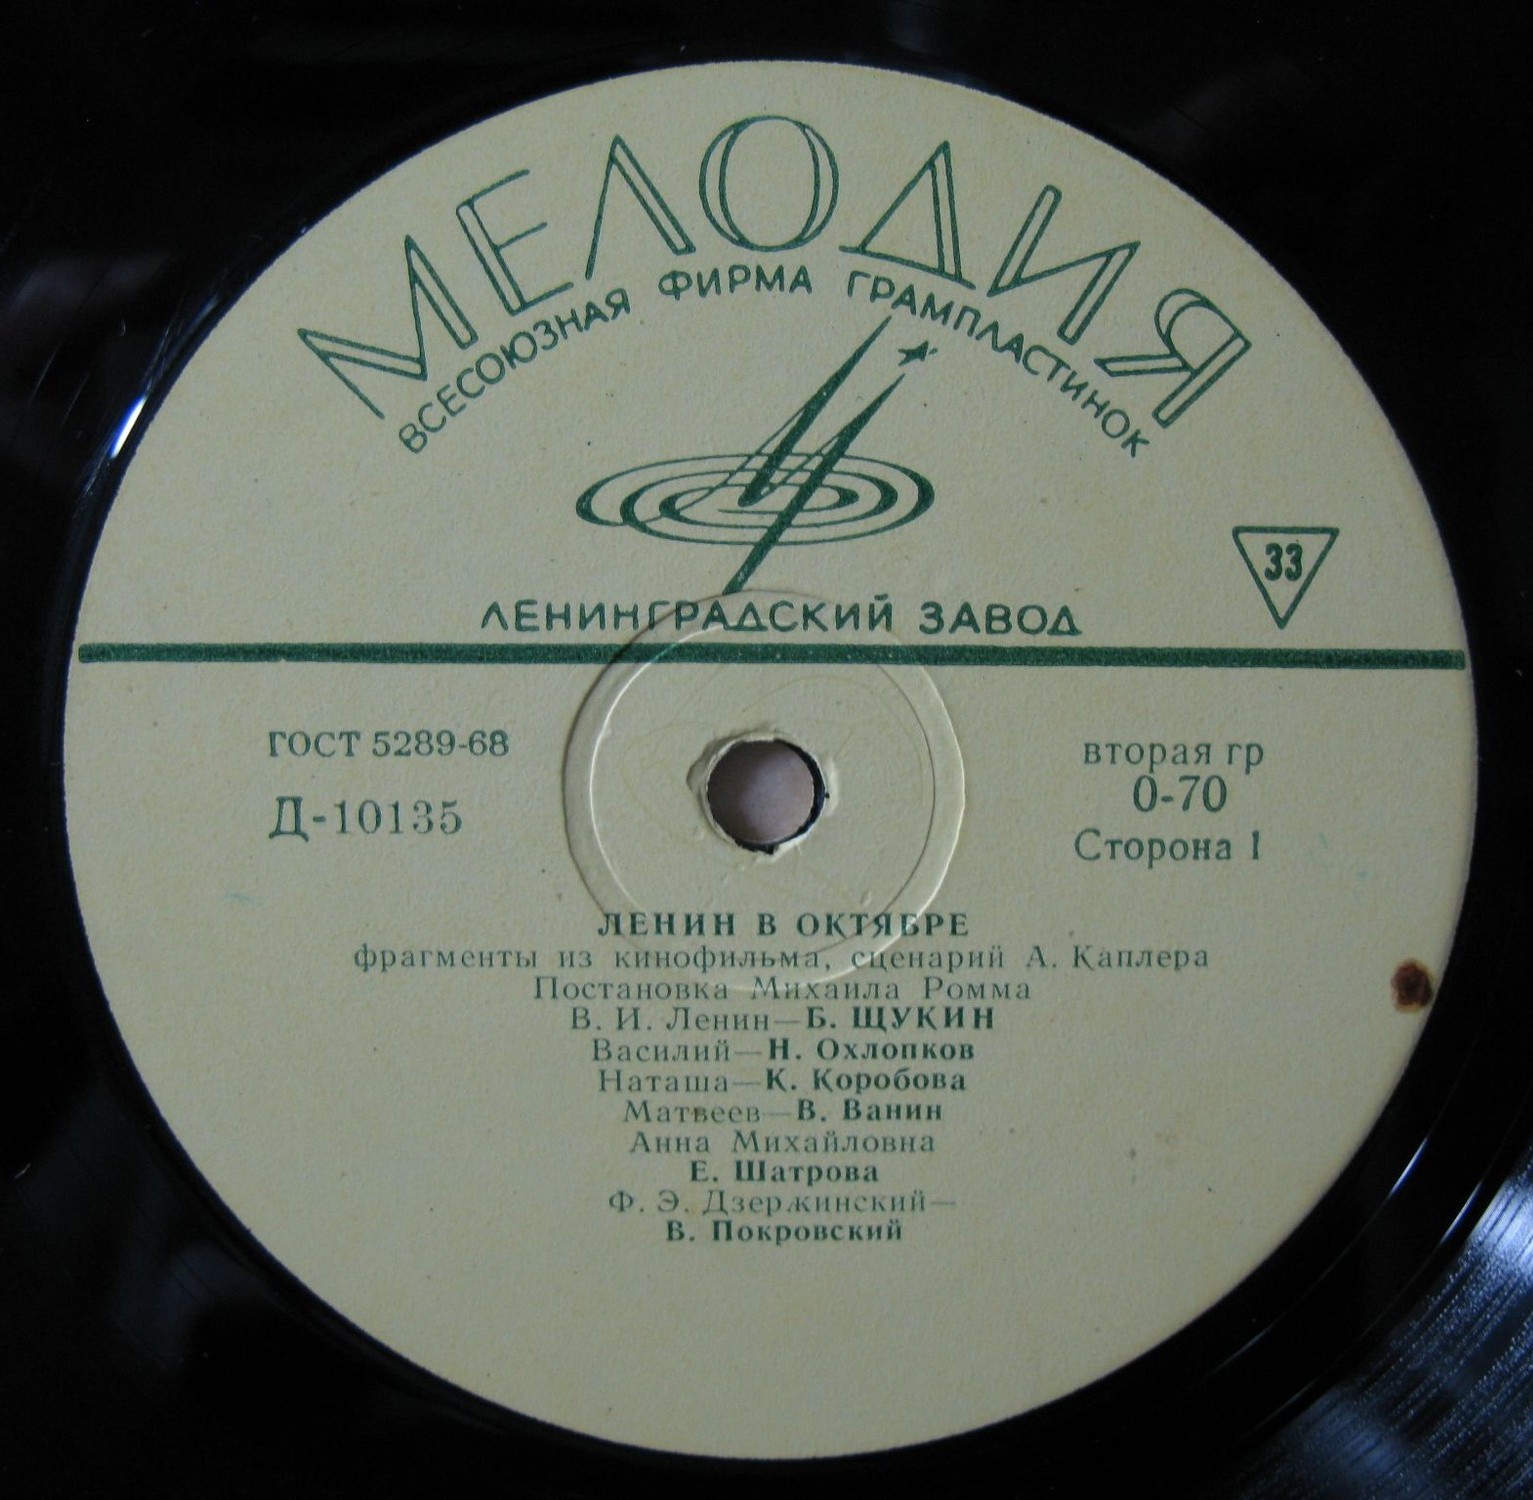 МЕЛОДИЯ
ВСЕСОЮЗНАЯ ФИРМА ГРАМПЛАСТИНОК
33
ЛЕНИНГРАДСКИЙ ЗАВОД
ГОСТ 5289-68
Д-10135
вторая гр
0-70
Сторона 1
ЛЕНИН В ОКТЯБРЕ
фрагменты из кинофильма, сценарий А. Каплера
Постановка Михаила Ромма
В. И. Ленин—Б. ЩУКИН
Василий—Н. Охлопков
Наташа—К. Коробова
Матвеев—В. Ванин
Анна Михайловна
Е. Шатрова
Ф. Э. Дзержинский—
В. Покровский